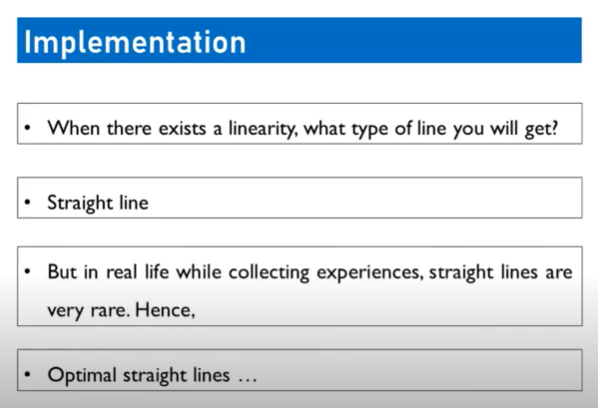 Implementation
• When there exists a linearity, what type of line you will get?
• Straight line
• But in real life while collecting experiences, straight lines are
very rare. Hence,
• Optimal straight lines …